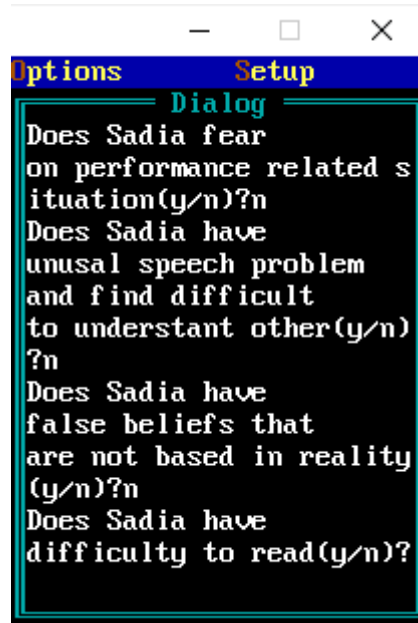 Options Setup
Dialog
Does Sadia fear
on performance related s
ituation(y/n)?n
Does Sadia have
unusal speech problem
and find difficult
to understant other(y/n)
?n
Does Sadia have
false beliefs that
are not based in reality
(y/n)?n
Does Sadia have
difficulty to read(y/n)?